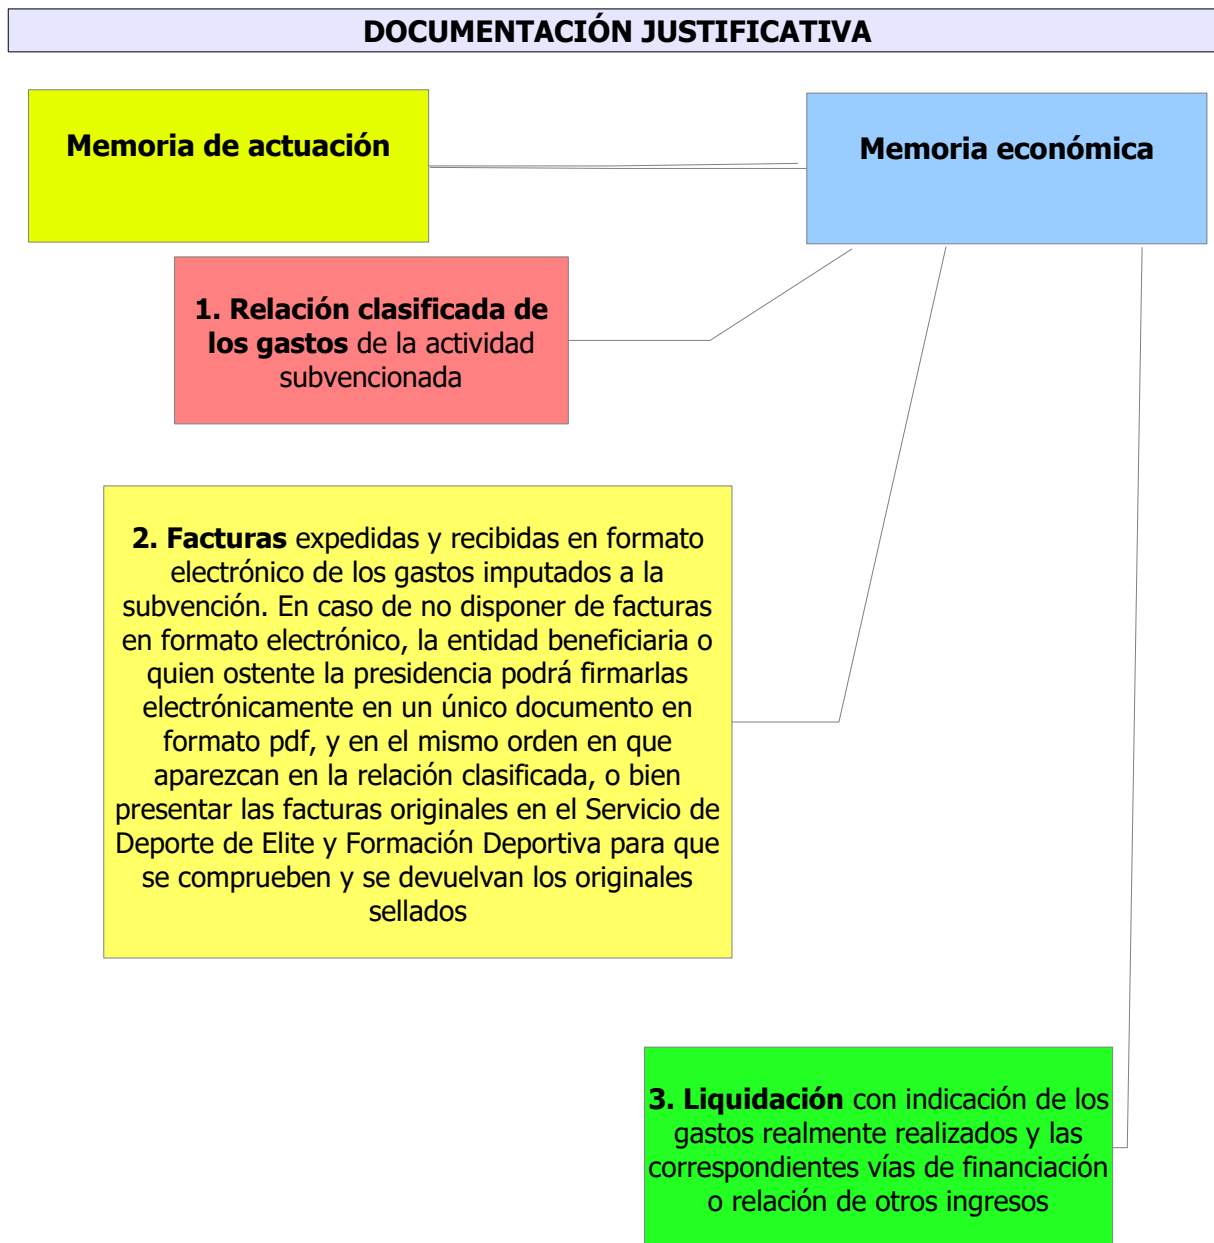 DOCUMENTACIÓN JUSTIFICATIVA
Memoria de actuación
Memoria económica
1. Relación clasificada de
los gastos de la actividad
subvencionada
2. Facturas expedidas y recibidas en formato
electrónico de los gastos imputados a la
subvención. En caso de no disponer de facturas
en formato electrónico, la entidad beneficiaria o
quien ostente la presidencia podrá firmarlas
electrónicamente en un único documento en
formato pdf, y en el mismo orden en que
aparezcan en la relación clasificada, o bien
presentar las facturas originales en el Servicio de
Deporte de Elite y Formación Deportiva para que
se comprueben y se devuelvan los originales
sellados
3. Liquidación con indicación de los
gastos realmente realizados y las
correspondientes vías de financiación
o relación de otros ingresos